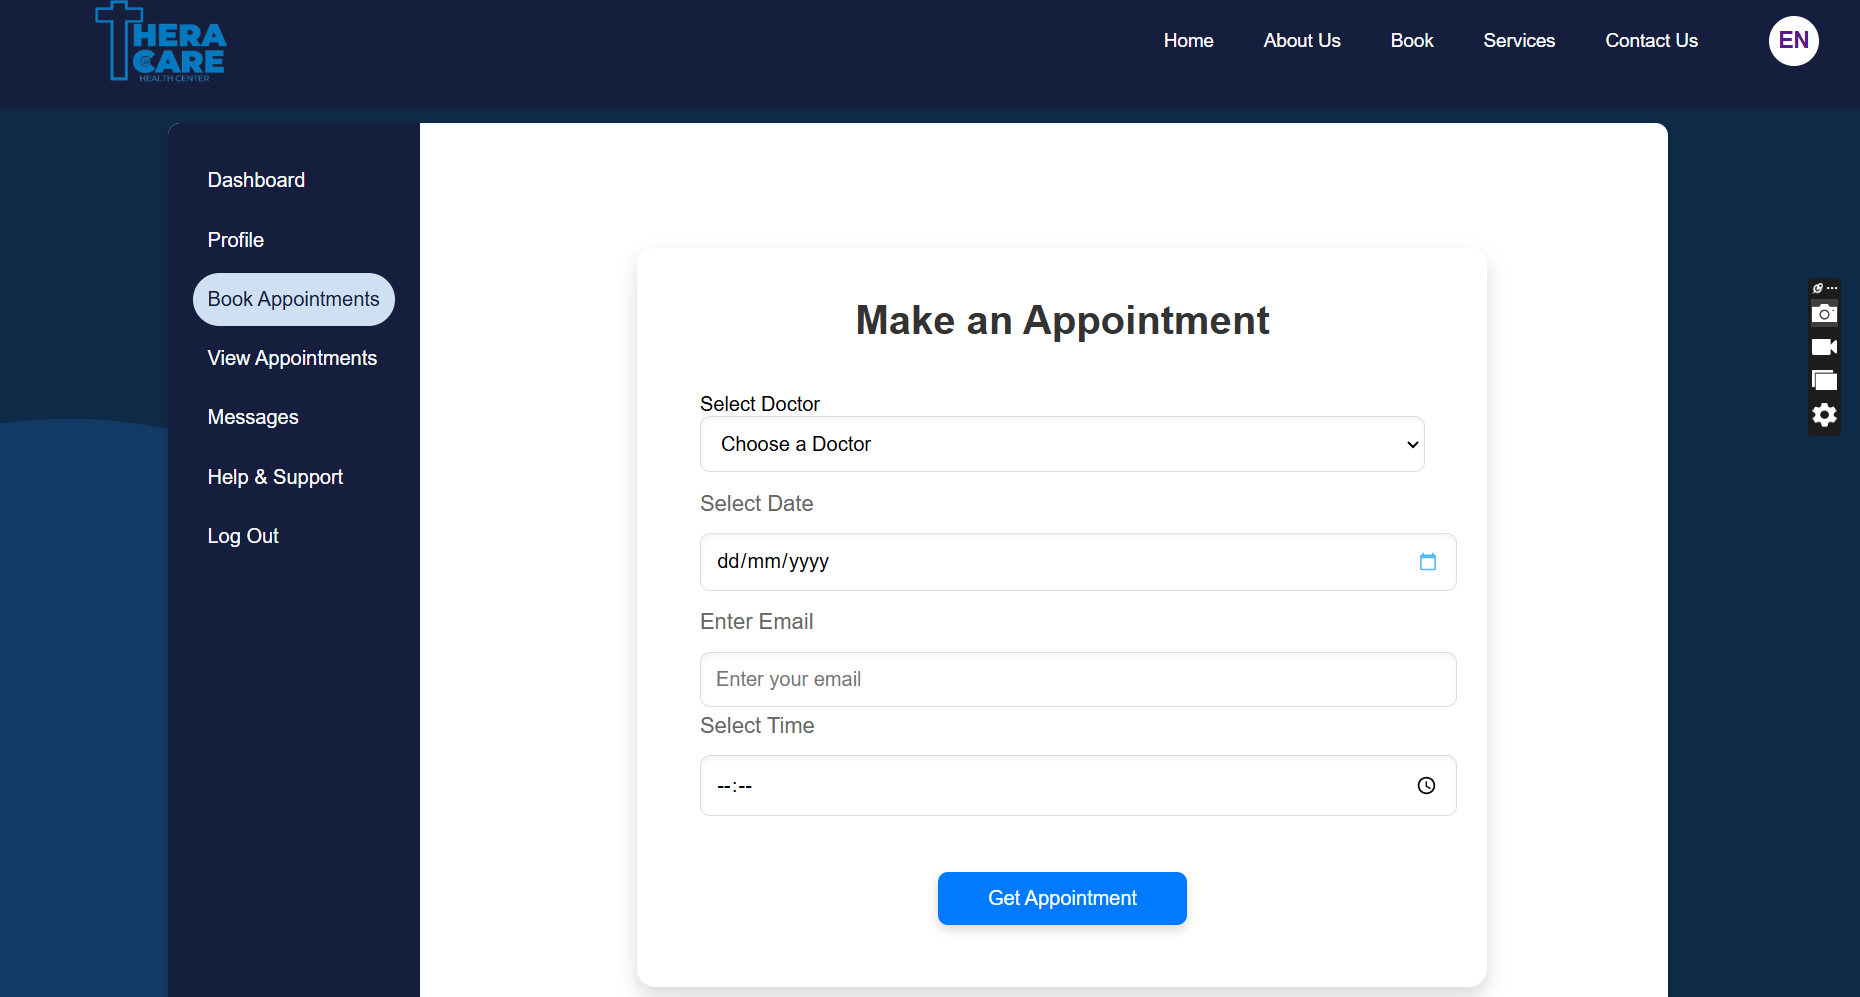 THERA
CARE
HEALTH CENTER
Home
About Us
Book
Services
Contact Us
EN
Dashboard
Profile
Book Appointments
View Appointments
Messages
Help & Support
Log Out
Make an Appointment
Select Doctor
Choose a Doctor
Select Date
dd/mm/yyyy
Enter Email
Enter your email
Select Time
--:--
Get Appointment